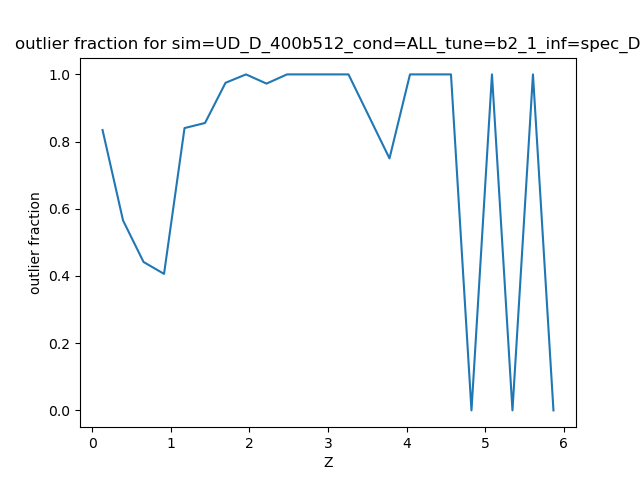 outlier fraction for sim=UD_D_400b512_cond=ALL_tune=b2_1_inf=spec_D
1.0
0.8
0.6
0.4
0.2
0.0
outlier fraction
0 1 2 3 4 5 6
Z